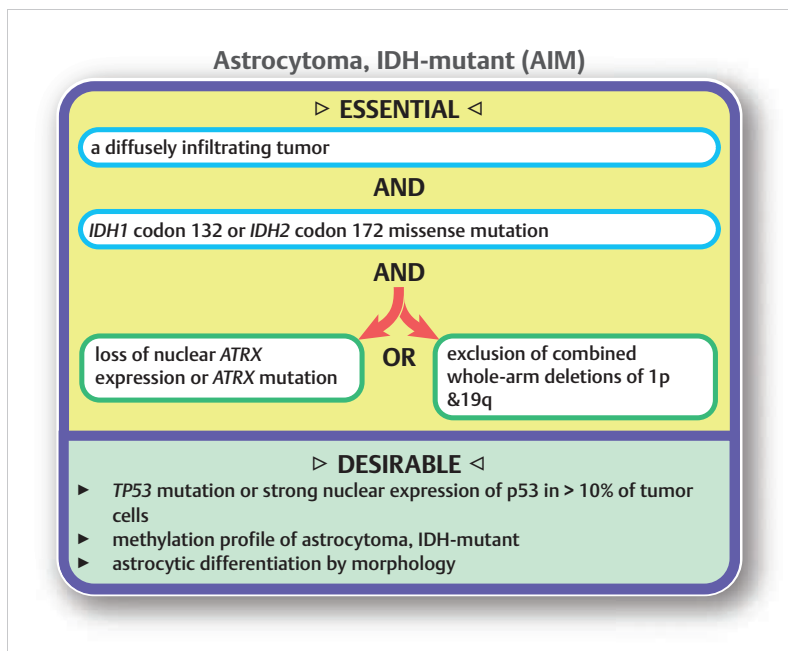 Astrocytoma, IDH-mutant (AIM)
▷ ESSENTIAL ◁
a diffusely infiltrating tumor
AND
IDH1 codon 132 or IDH2 codon 172 missense mutation
AND
loss of nuclear ATRX
expression or ATRX mutation
OR
exclusion of combined
whole-arm deletions of 1p
&19q
▷ DESIRABLE ◁
► TP53 mutation or strong nuclear expression of p53 in > 10% of tumor
cells
► methylation profile of astrocytoma, IDH-mutant
► astrocytic differentiation by morphology